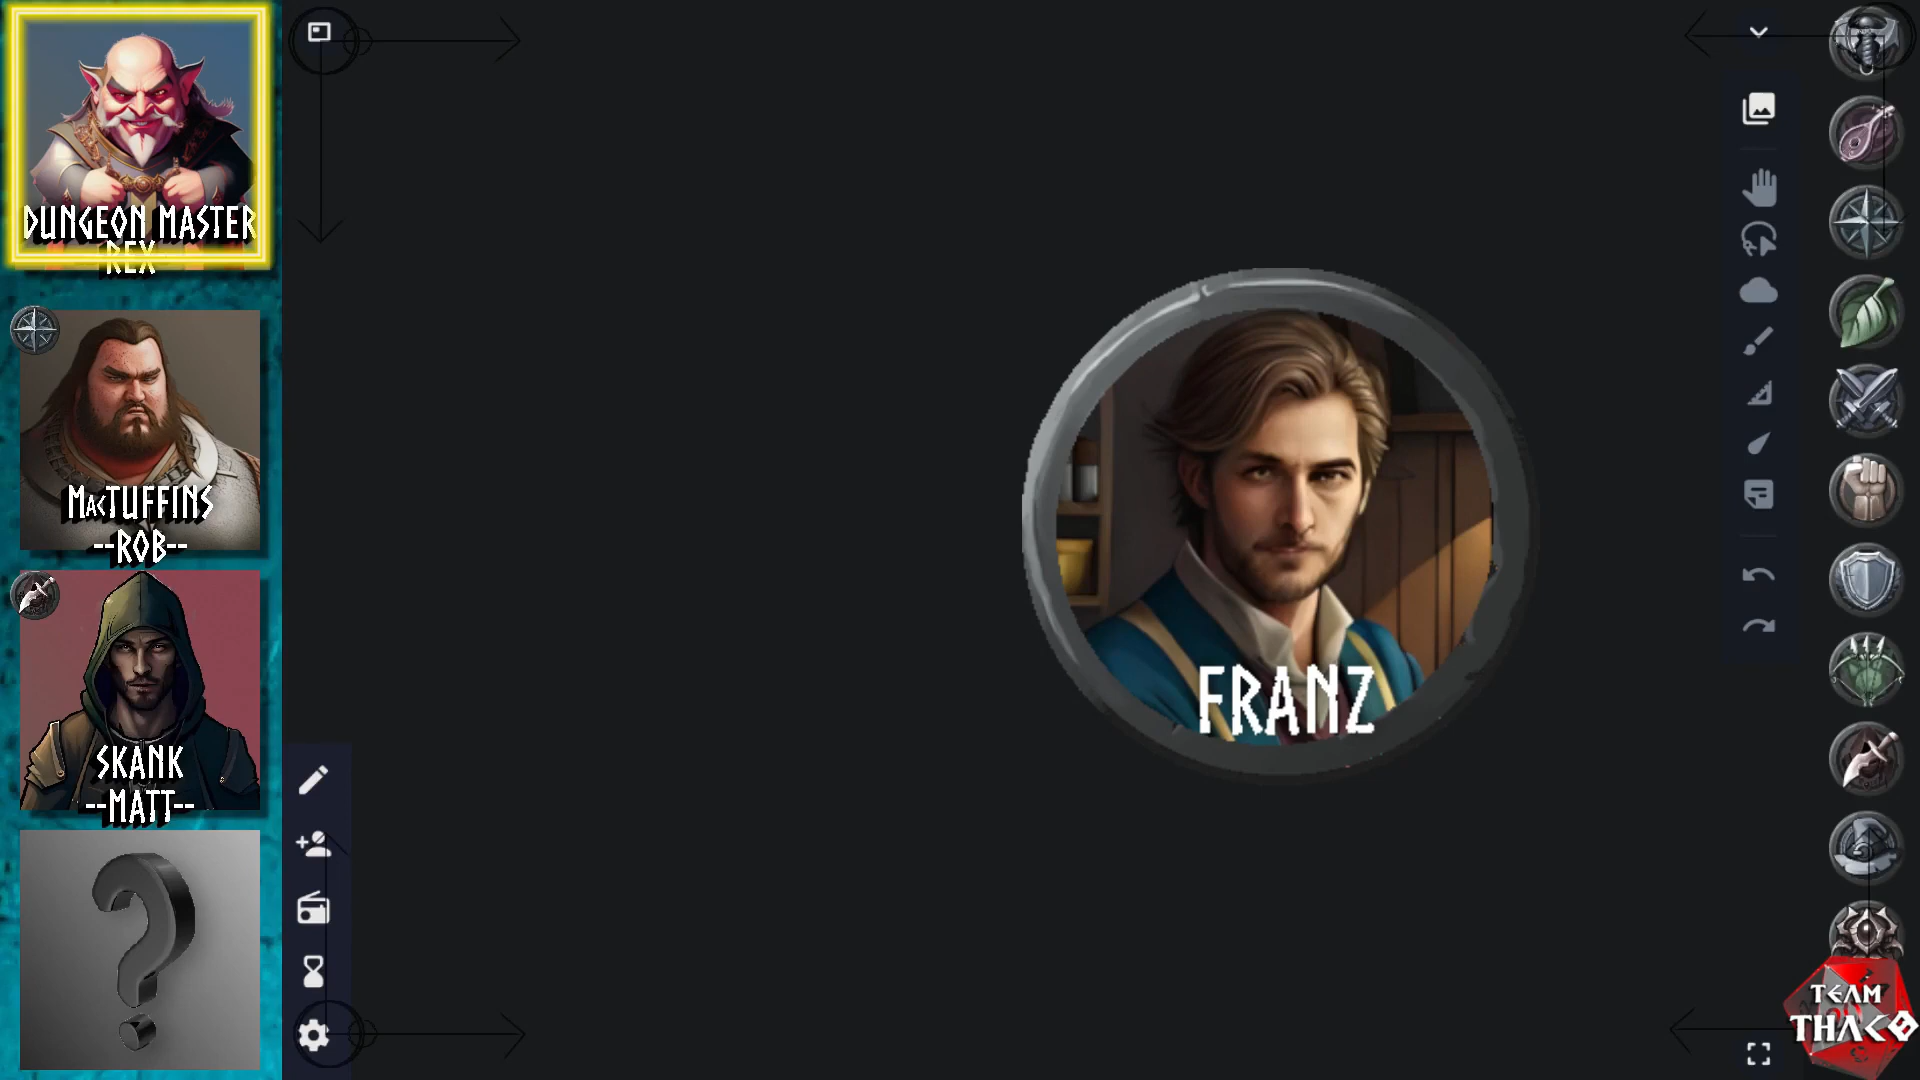 DUNGEON MASTER
REX
MacTUFFINS
--ROB--
SKANK
--MATT--
FRANZ
TEAM
THAC0